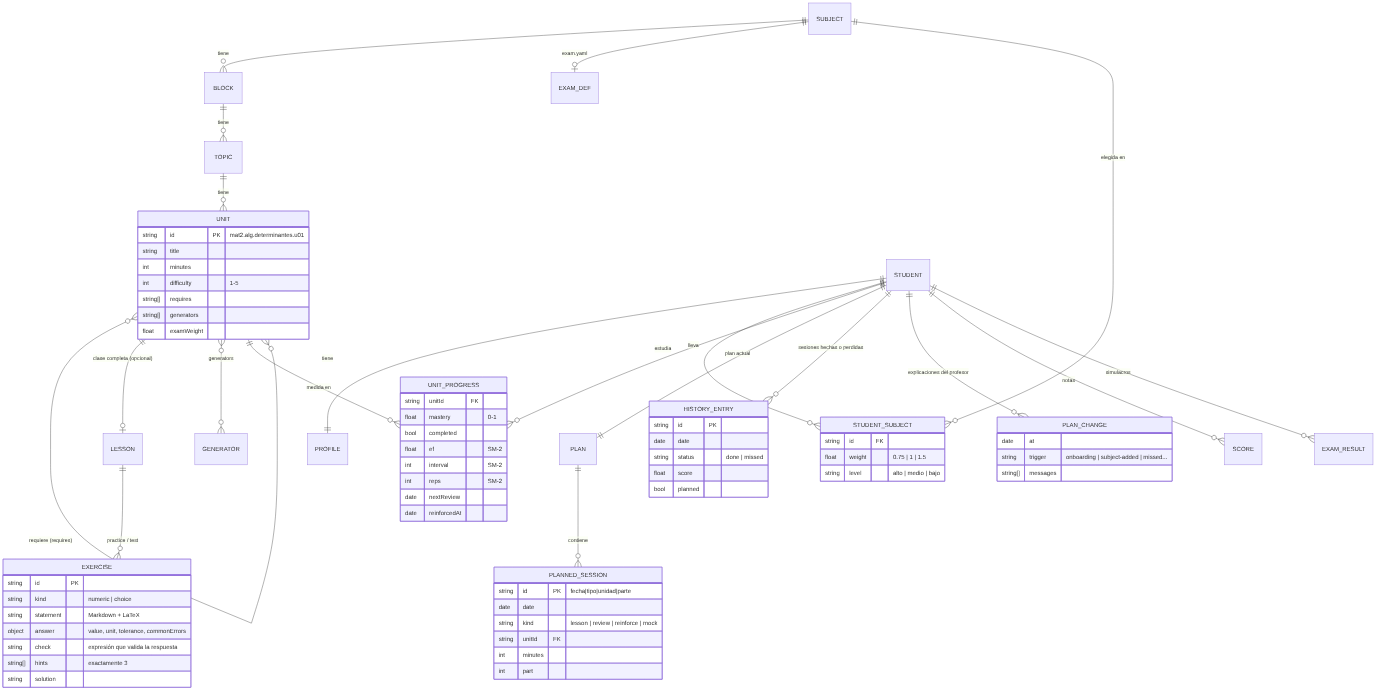 SUBJECT
tiene
exam.yaml
BLOCK
EXAM_DEF
tiene
TOPIC
elegida en
tiene
UNIT
string id PK mat2.alg.determinantes.u01
string title
int minutes
int difficulty 1-5
string[] requires
string[] generators
float examWeight
STUDENT
clase completa (opcional)
generators
medida en
tiene
estudia
lleva
plan actual
sesiones hechas o perdidas
explicaciones del profesor
notas
simulacros
UNIT_PROGRESS
string unitId FK
float mastery 0-1
bool completed
float ef SM-2
int interval SM-2
int reps SM-2
date nextReview
date reinforcedAt
HISTORY_ENTRY
string id PK
date date
string status done | missed
float score
bool planned
STUDENT_SUBJECT
string id FK
float weight 0.75 | 1 | 1.5
string level alto | medio | bajo
PLAN_CHANGE
date at
string trigger onboarding | subject-added | missed...
string[] messages
LESSON
GENERATOR
PROFILE
PLAN
SCORE
EXAM_RESULT
requiere (requires)
practice / test
contiene
EXERCISE
string id PK
string kind numeric | choice
string statement Markdown + LaTeX
object answer value, unit, tolerance, commonErrors
string check expresión que valida la respuesta
string[] hints exactamente 3
string solution
PLANNED_SESSION
string id PK fecha|tipo|unidad|parte
date date
string kind lesson | review | reinforce | mock
string unitId FK
int minutes
int part